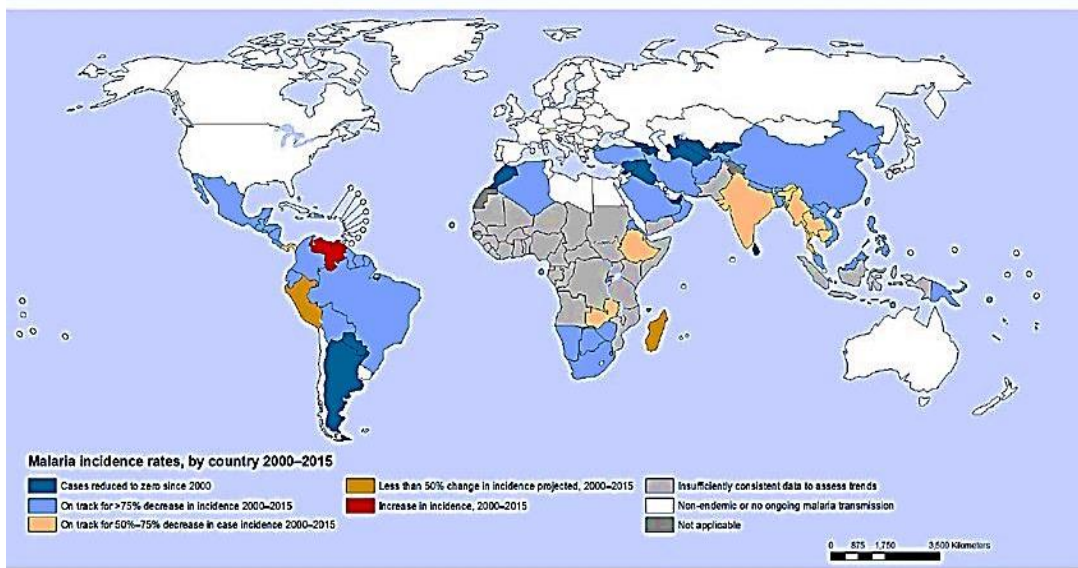 Malaria incidence rates, by country 2000–2015
Cases reduced to zero since 2000
On track for >75% decrease in incidence 2000–2015
On track for 50%–75% decrease in case incidence 2000–2015
Less than 50% change in incidence projected, 2000–2015
Increase in incidence, 2000–2015
Insufficiently consistent data to assess trends
Non-endemic or no ongoing malaria transmission
Not applicable
0 875 1,750 3,500 Kilometers